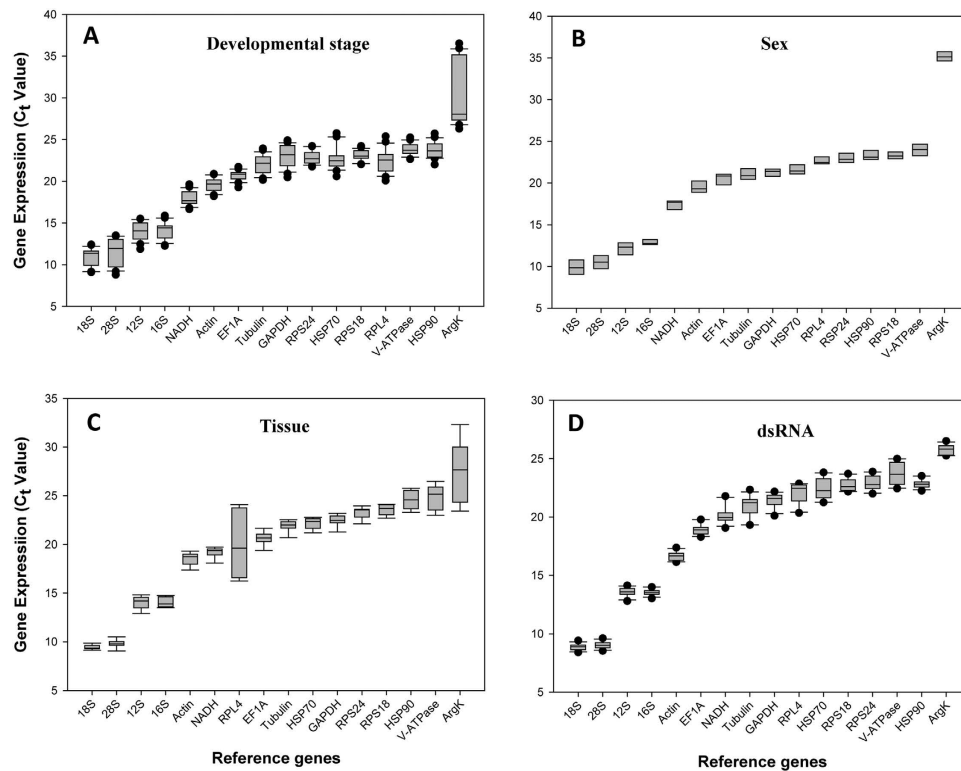 A
Developmental stage
Gene Expressiion (Ct Value)
40
35
30
25
20
15
10
5
18S
28S
12S
16S
NADH
Actin
EF1A
Tubulin
GAPDH
RPS24
HSP70
RPS18
RPL4
V-ATPase
HSP90
ArgK
B
Sex
40
35
30
25
20
15
10
5
18S
28S
12S
16S
NADH
Actin
EF1A
Tubulin
GAPDH
HSP70
RPL4
RSP24
HSP90
RPS18
V-ATPase
ArgK
C
Tissue
Gene Expressiion (Ct Value)
35
30
25
20
15
10
5
18S
28S
12S
16S
Actin
NADH
RPL4
EF1A
Tubulin
HSP70
GAPDH
RPS24
RPS18
HSP90
V-ATPase
ArgK
Reference genes
D
dsRNA
30
25
20
15
10
5
18S
28S
12S
16S
Actin
EF1A
NADH
Tubulin
GAPDH
RPL4
HSP70
RPS18
RPS24
V-ATPase
HSP90
ArgK
Reference genes